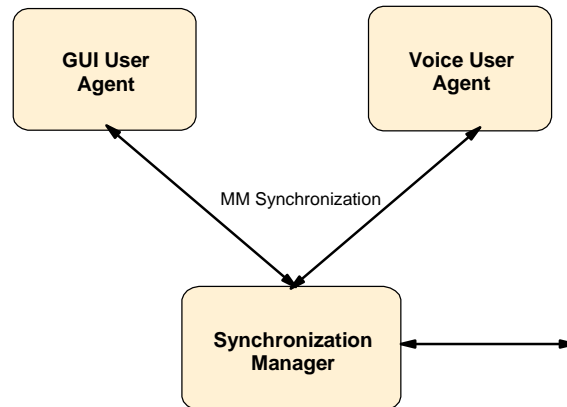 GUI User
Agent
Voice User
Agent
MM Synchronization
Synchronization
Manager